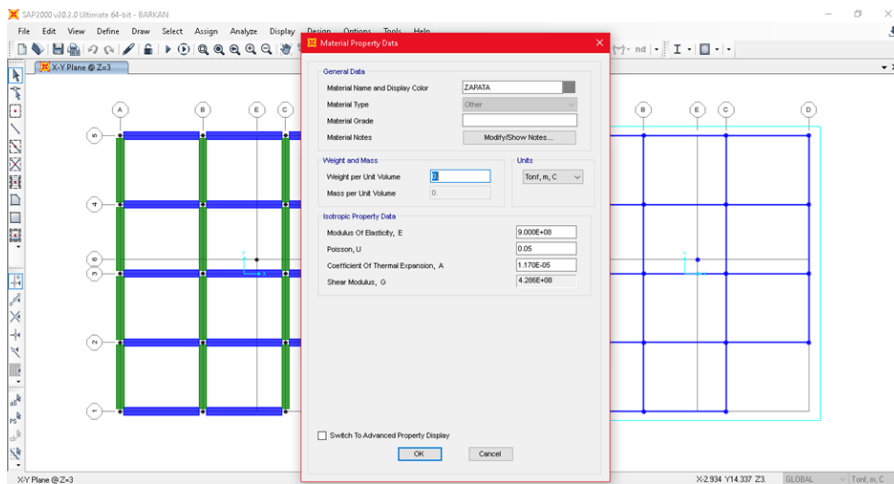 SAP2000 v20.2.0 Ultimate 64-bit - BARKAN
File Edit View Define Draw Select Assign Analyze Display Design Options Tools Help
X-Y Plane @ Z=3
Material Property Data
General Data
Material Name and Display Color ZAPATA
Material Type Other
Material Grade
Material Notes Modify/Show Notes...
Weight and Mass Units
Weight per Unit Volume 0. Tonf, m, C
Mass per Unit Volume 0.
Isotropic Property Data
Modulus Of Elasticity, E 9.000E+08
Poisson, U 0.05
Coefficient Of Thermal Expansion, A 1.170E-05
Shear Modulus, G 4.286E+08
Switch To Advanced Property Display
OK Cancel
A B E C B E C D
5
4
6
3
2
1
nd
all
PS
X-Y Plane @ Z=3 X-2.934 Y14.337 Z3. GLOBAL Tonf, m, C